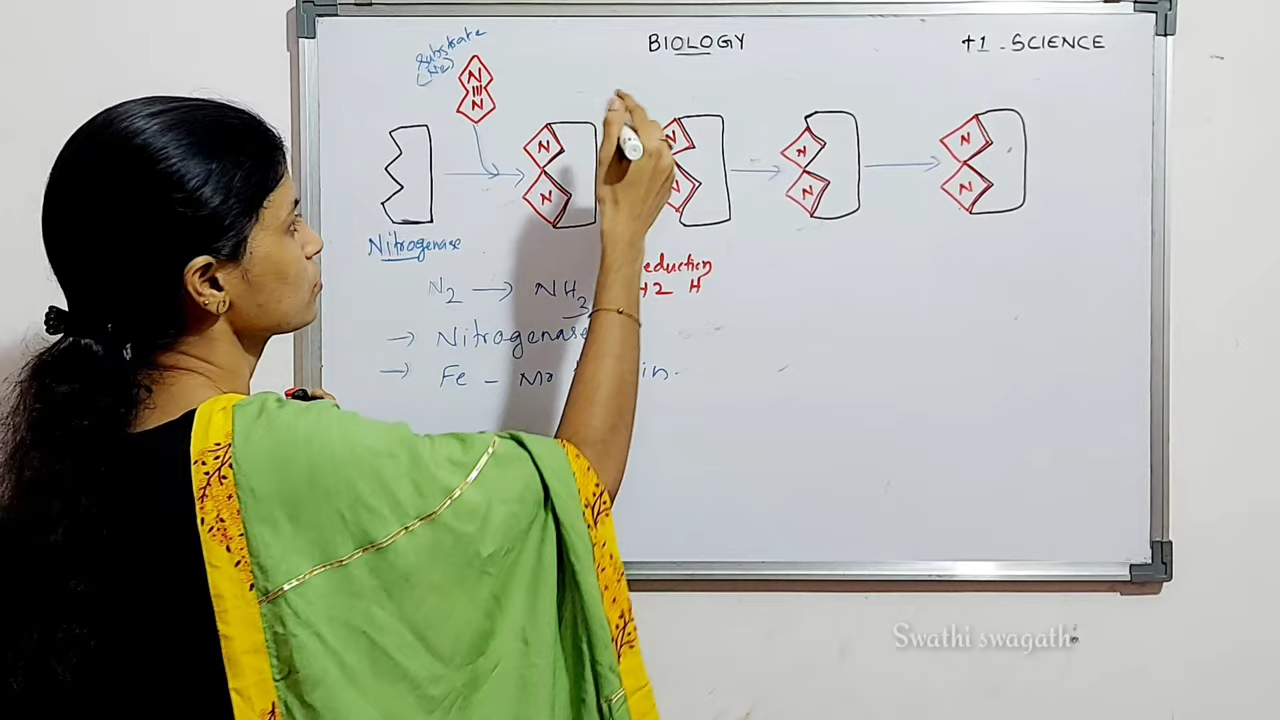 BIOLOGY
+1 - SCIENCE
Substrate
N≡N
N
N
N
N
N
N
N
N
Nitrogenase
N2 → NH3
eduction
2 H
→ Nitrogenase
→ Fe - Mo in.
Swathi swagath